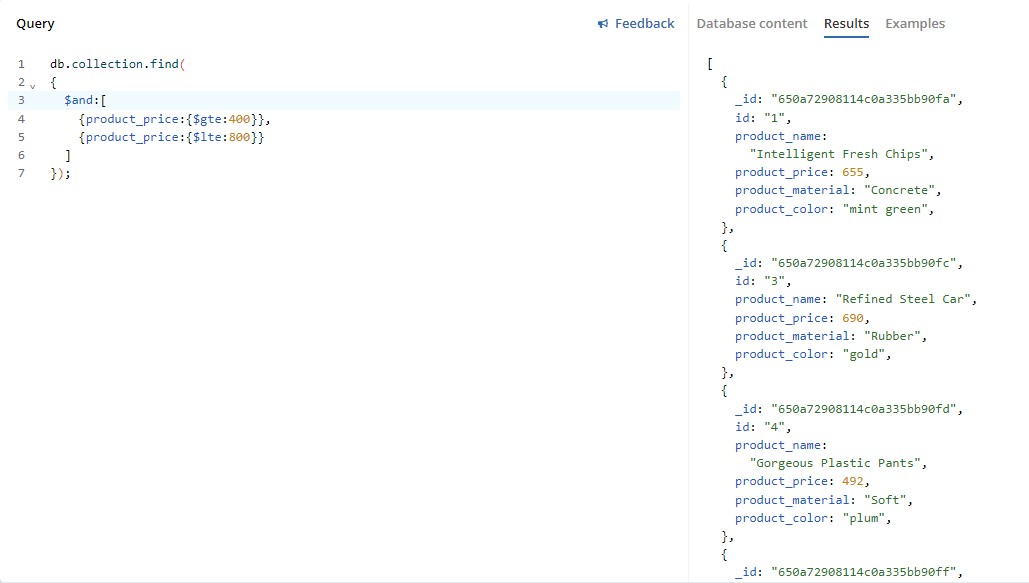 Query
Feedback
Database content Results Examples
1 db.collection.find(
2 {
3 $and:[
4 {product_price:{$gte:400}},
5 {product_price:{$lte:800}}
6 ]
7 });
[
{
_id: "650a72908114c0a335bb90fa",
id: "1",
product_name:
"Intelligent Fresh Chips",
product_price: 655,
product_material: "Concrete",
product_color: "mint green",
},
{
_id: "650a72908114c0a335bb90fc",
id: "3",
product_name: "Refined Steel Car",
product_price: 690,
product_material: "Rubber",
product_color: "gold",
},
{
_id: "650a72908114c0a335bb90fd",
id: "4",
product_name:
"Gorgeous Plastic Pants",
product_price: 492,
product_material: "Soft",
product_color: "plum",
},
{
_id: "650a72908114c0a335bb90ff",